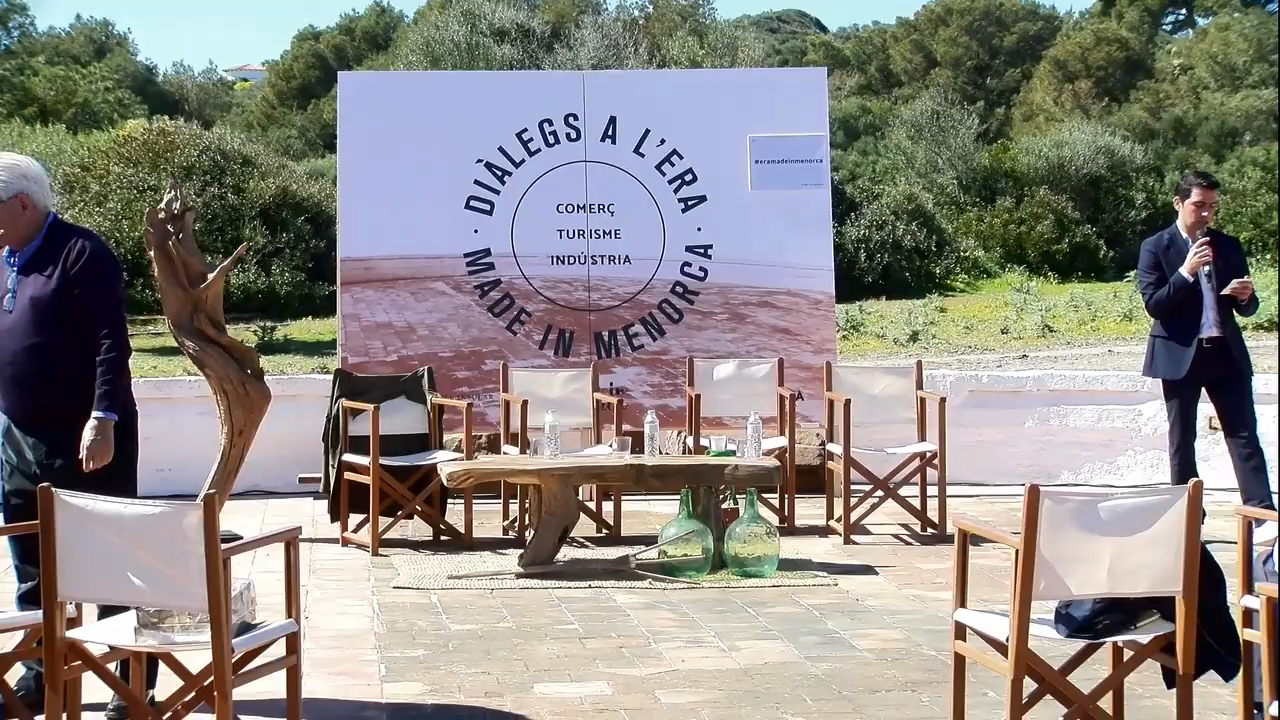 DIÀLEGS A L'ERA
· MADE IN MENORCA ·
COMERÇ
TURISME
INDÚSTRIA
#eramadeinmenorca